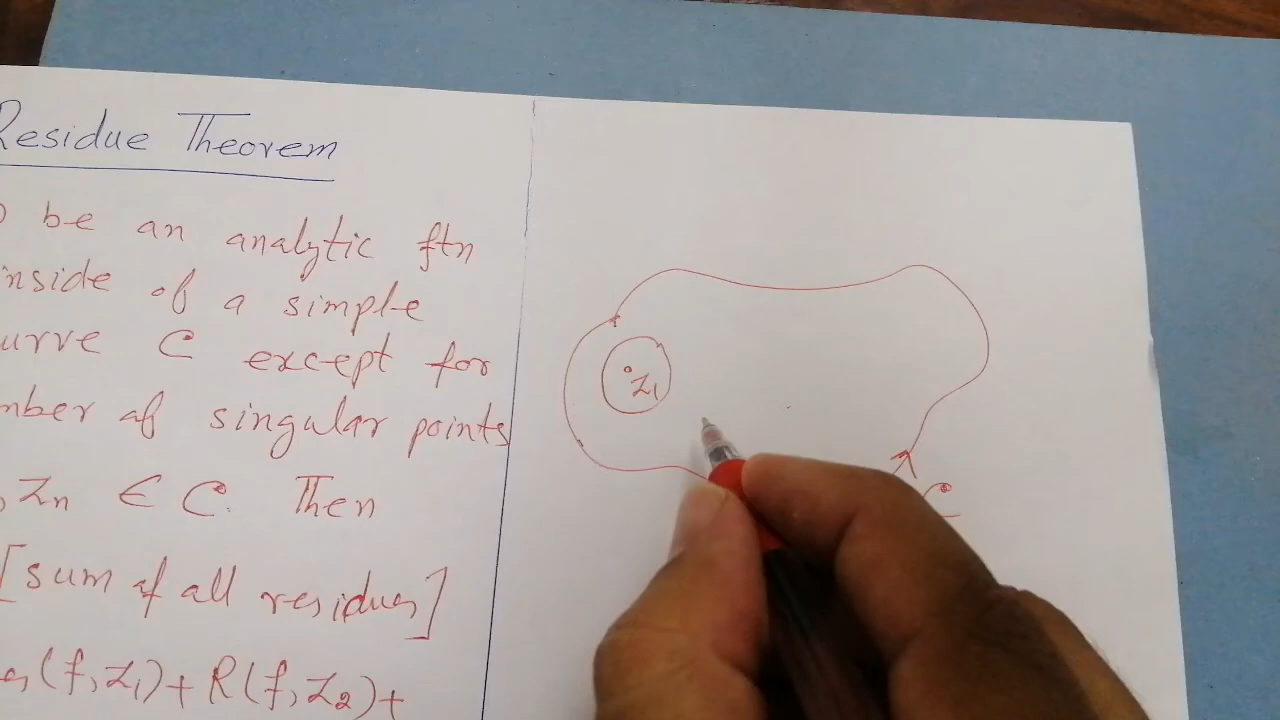 Residue Theorem
be an analytic ftn
inside of a simple
curve C except for
mber of singular points
, Zn ∈ C. Then
[sum of all residues]
es(f,Z1)+R(f,Z2)+
Z1
C